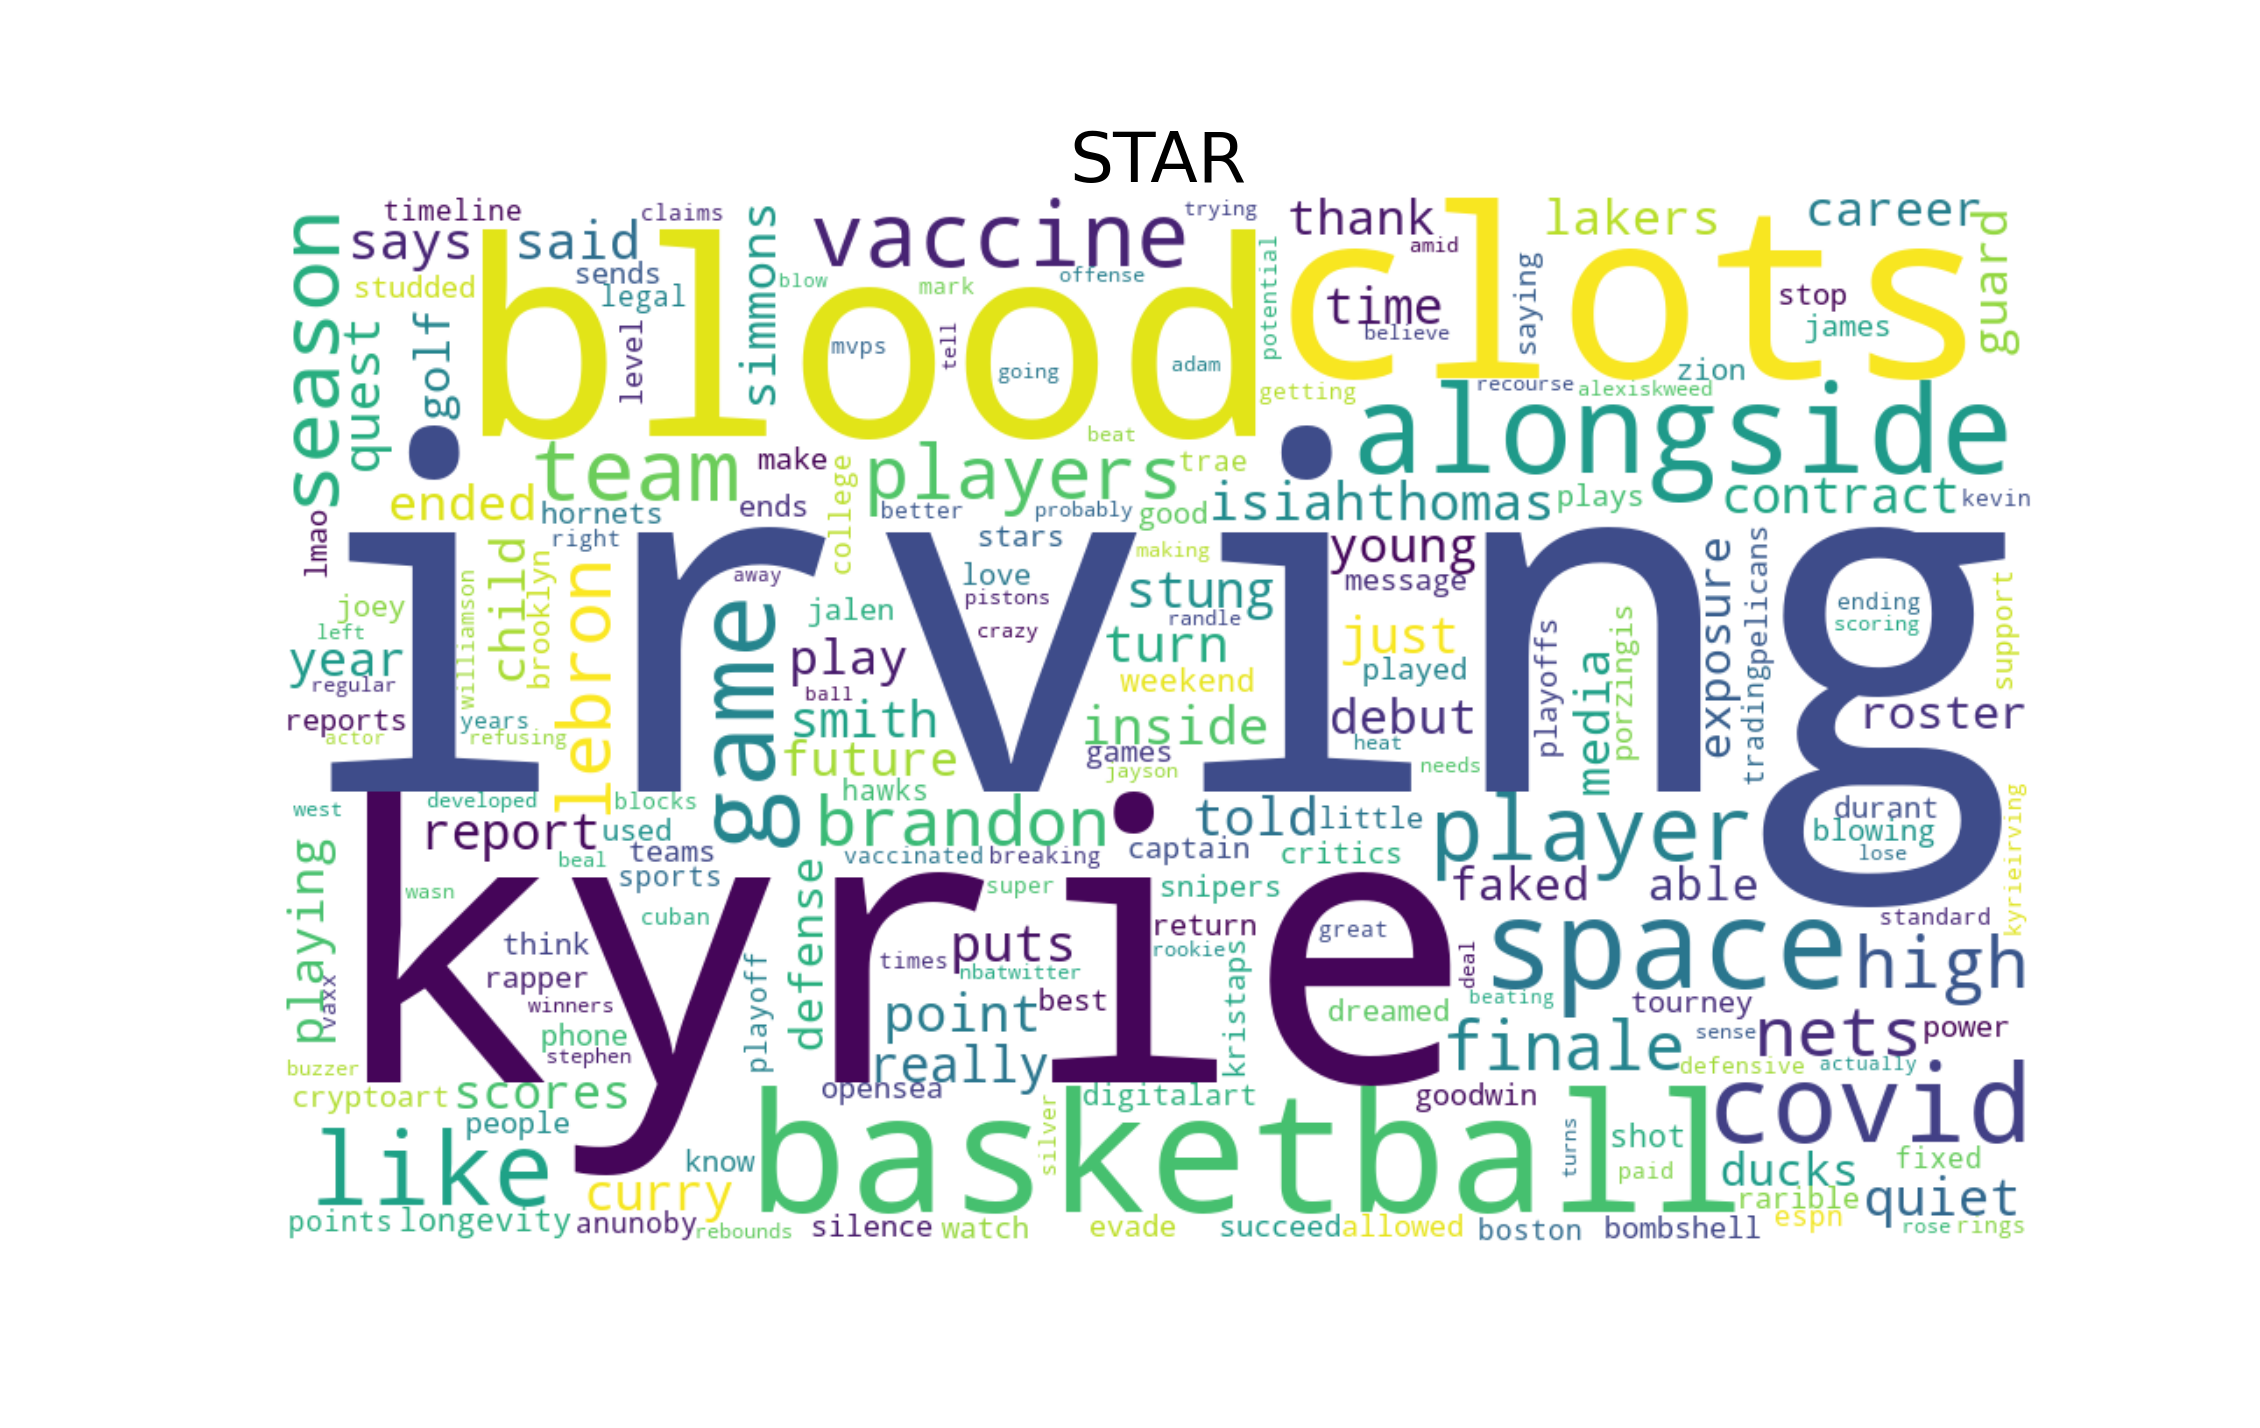 STAR
timeline
claims
trying
thank
lakers
career
says
said
vaccine
amid
guard
season
studded
sends
legal
simmons
blow
mark
offense
potential
time
believe
saying
stop
james
quest
golf
level
blood
clots
mvps
tell
going
adam
getting
recourse
zion
alexiskweed
alongside
team
make
college
players
beat
trae
ended
hornets
ends
better
probably
good
isiahthomas
plays
contract
kevin
lmao
right
stars
making
young
message
irving
child
brooklyn
away
love
pistons
crazy
stung
randle
exposure
tradingpelicans
ending
scoring
support
joey
left
williamson
lebron
game
jalen
turn
just
played
playoffs
porzingis
media
year
regular
play
ball
weekend
reports
actor
years
refusing
smith
future
inside
games
jayson
debut
heat
needs
roster
west
developed
blocks
hawks
brandon
told
little
player
durant
blowing
lose
kyrieirving
report
used
beal
teams
sports
vaccinated
breaking
captain
critics
playing
wasn
kyrie
cuban
defense
super
snipers
faked
able
standard
think
rapper
winners
vaxx
puts
times
nbatwitter
return
rookie
great
deal
space
high
phone
stephen
playoff
point
best
kristaps
dreamed
beating
tourney
buzzer
really
finale
sense
nets
power
defensive
actually
cryptoart
scores
opensea
digitalart
goodwin
covid
people
like
know
silver
basketball
turns
shot
paid
ducks
fixed
curry
rarible
quiet
points
longevity
anunoby
rebounds
silence
watch
evade
succeed
allowed
boston
bombshell
espn
rose
rings